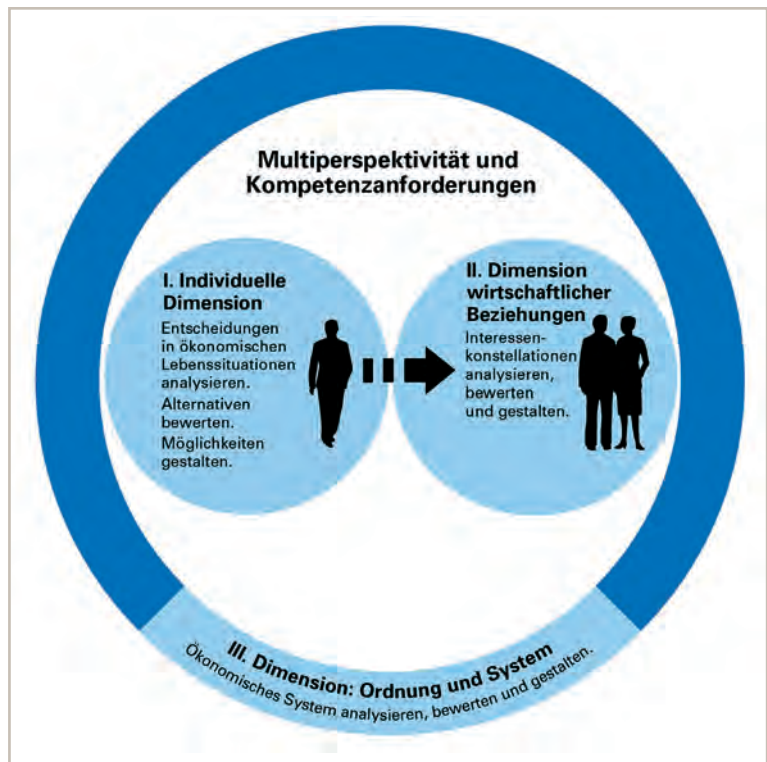 Multiperspektivität und
Kompetenzanforderungen
I. Individuelle
Dimension
Entscheidungen
in ökonomischen
Lebenssituationen
analysieren.
Alternativen
bewerten.
Möglichkeiten
gestalten.
II. Dimension
wirtschaftlicher
Beziehungen
Interessen-
konstellationen
analysieren,
bewerten
und gestalten.
III. Dimension: Ordnung und System
Ökonomisches System analysieren, bewerten und gestalten.